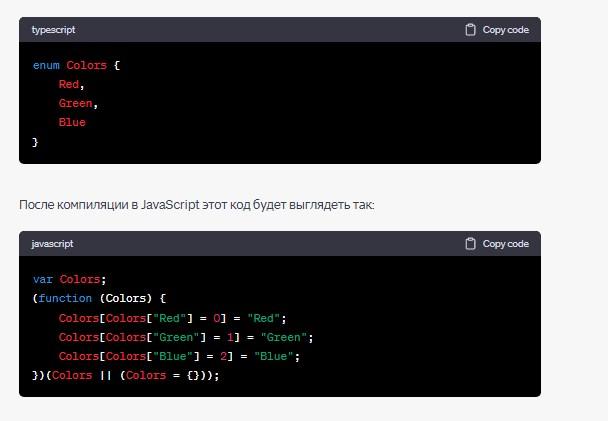 typescript Copy code
enum Colors {
    Red,
    Green,
    Blue
}
После компиляции в JavaScript этот код будет выглядеть так:
javascript Copy code
var Colors;
(function (Colors) {
    Colors[Colors["Red"] = 0] = "Red";
    Colors[Colors["Green"] = 1] = "Green";
    Colors[Colors["Blue"] = 2] = "Blue";
})(Colors || (Colors = {}));